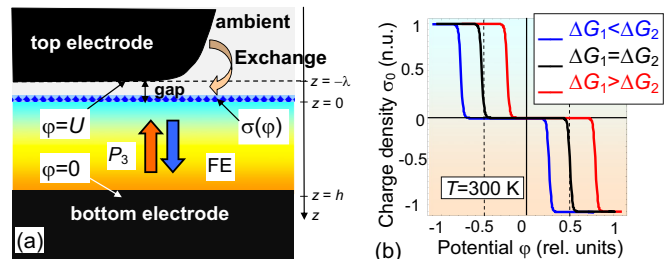 ambient
top electrode
Exchange
gap
z = -λ
z = 0
φ=U
σ(φ)
P3
FE
φ=0
z = h
bottom electrode
z
(a)
Charge density σ0 (n.u.)
1
0.5
0
-0.5
-1
ΔG1<ΔG2
ΔG1=ΔG2
ΔG1>ΔG2
T=300 K
-1 -0.5 0 0.5 1
(b) Potential φ (rel. units)